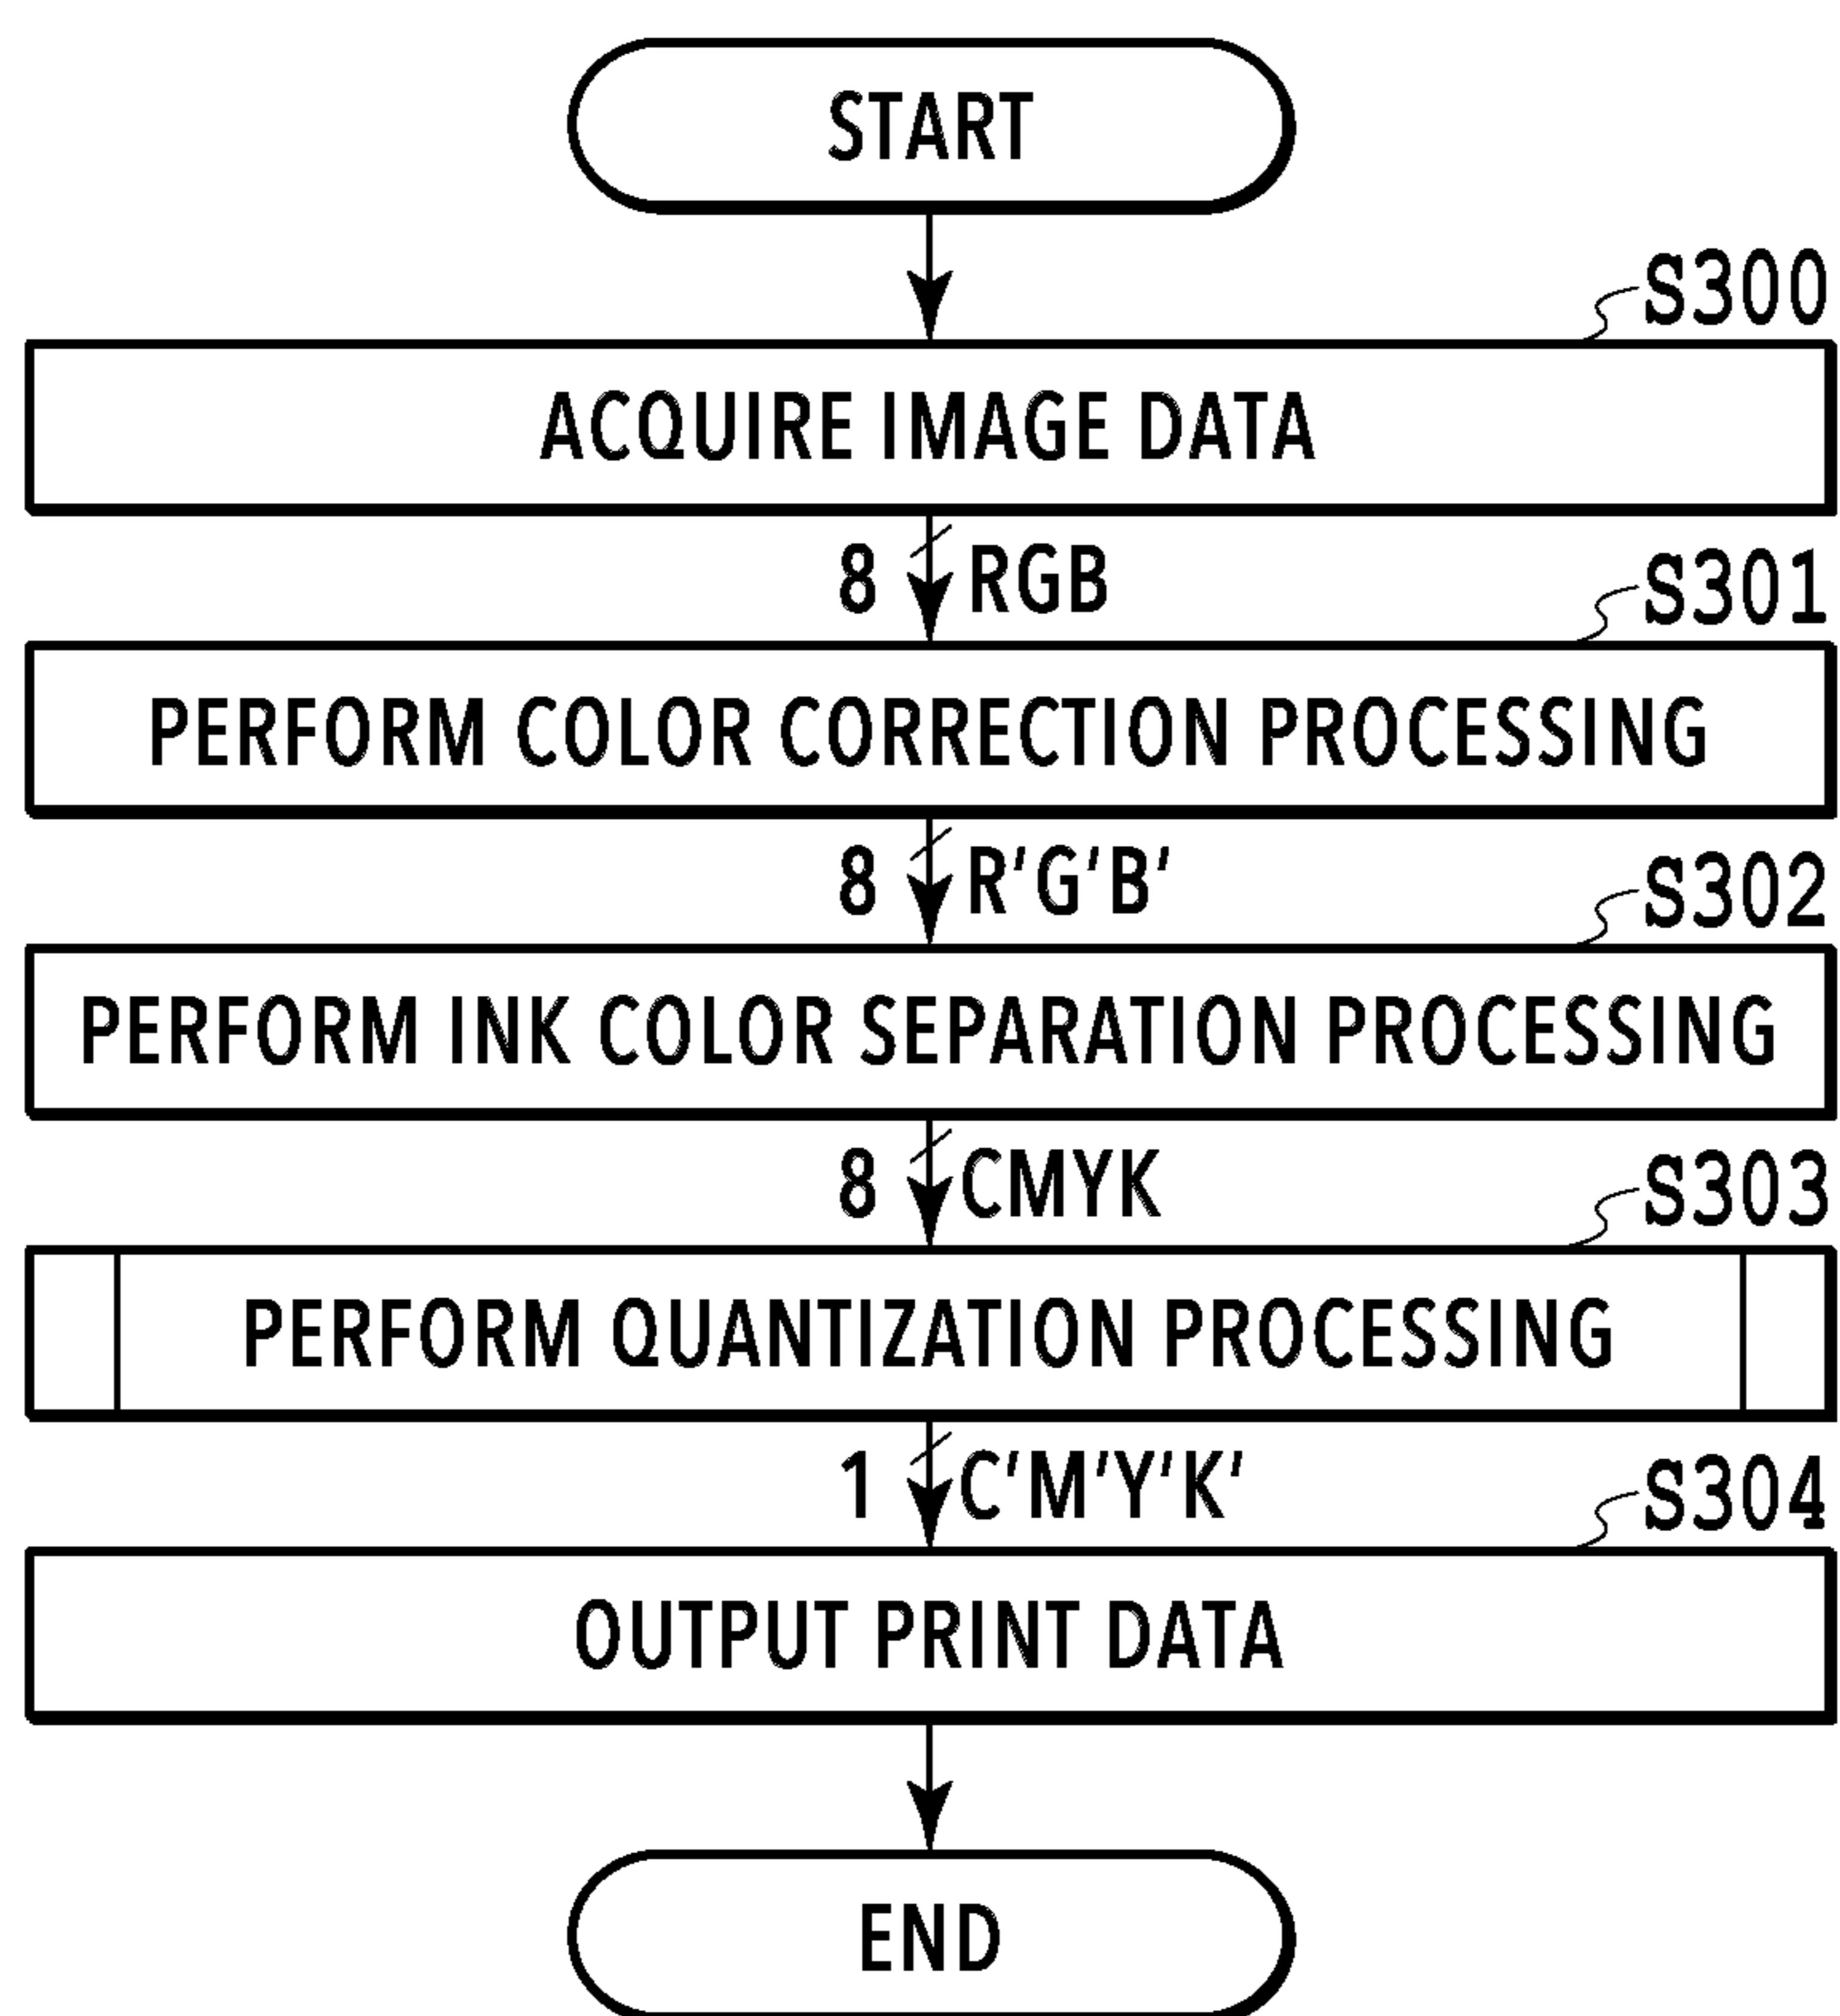 START
S300
ACQUIRE IMAGE DATA
8 RGB
S301
PERFORM COLOR CORRECTION PROCESSING
8 R'G'B'
S302
PERFORM INK COLOR SEPARATION PROCESSING
8 CMYK
S303
PERFORM QUANTIZATION PROCESSING
1 C'M'Y'K'
S304
OUTPUT PRINT DATA
END